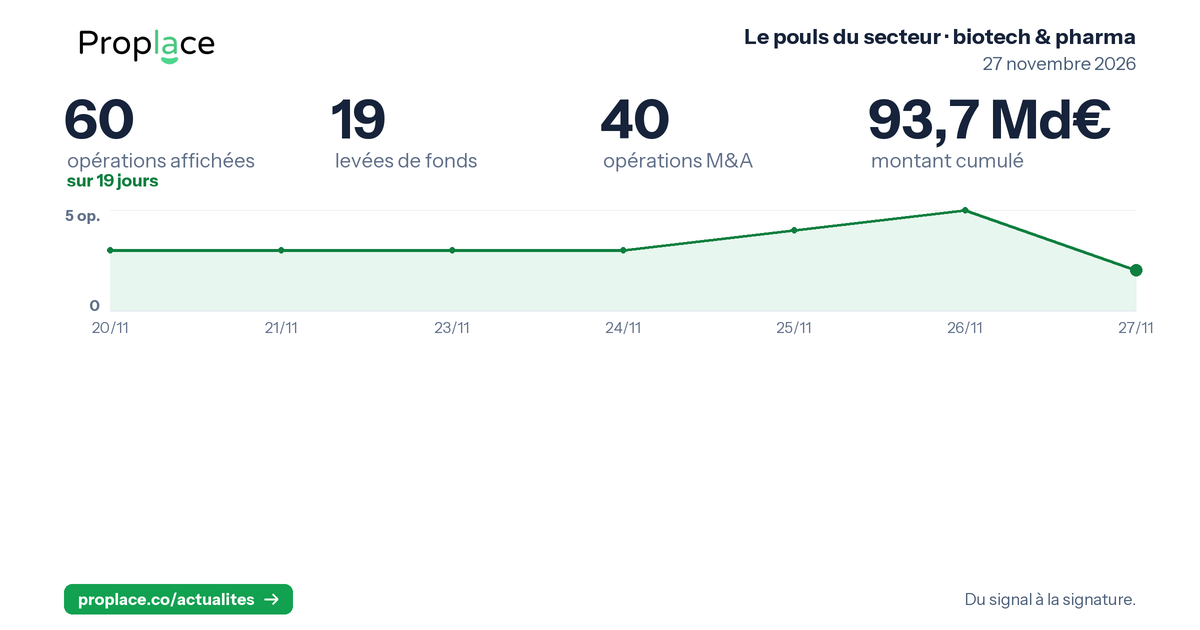 Proplace
Le pouls du secteur · biotech & pharma
27 novembre 2026
60
opérations affichées
sur 19 jours
19
levées de fonds
40
opérations M&A
93,7 Md€
montant cumulé
5 op.
0
20/11
21/11
23/11
24/11
25/11
26/11
27/11
proplace.co/actualites →
Du signal à la signature.